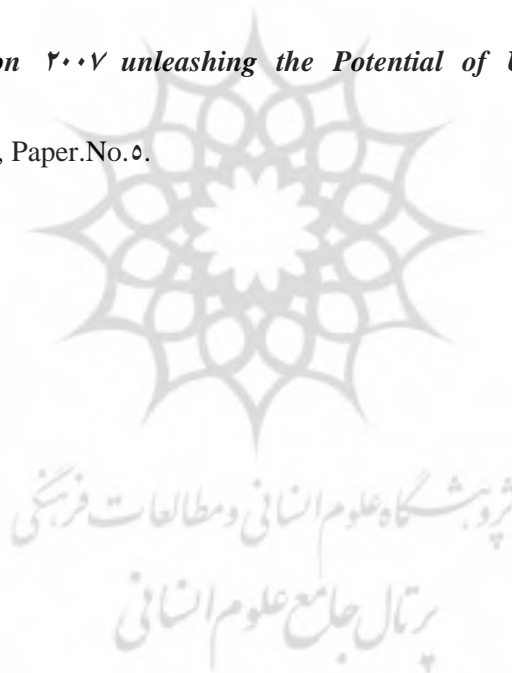 on ۲۰۰۷ unleashing the Potential of U
, Paper.No.۵.
پژوهشگاه علوم انسانی و مطالعات فرهنگی
پرتال جامع علوم انسانی